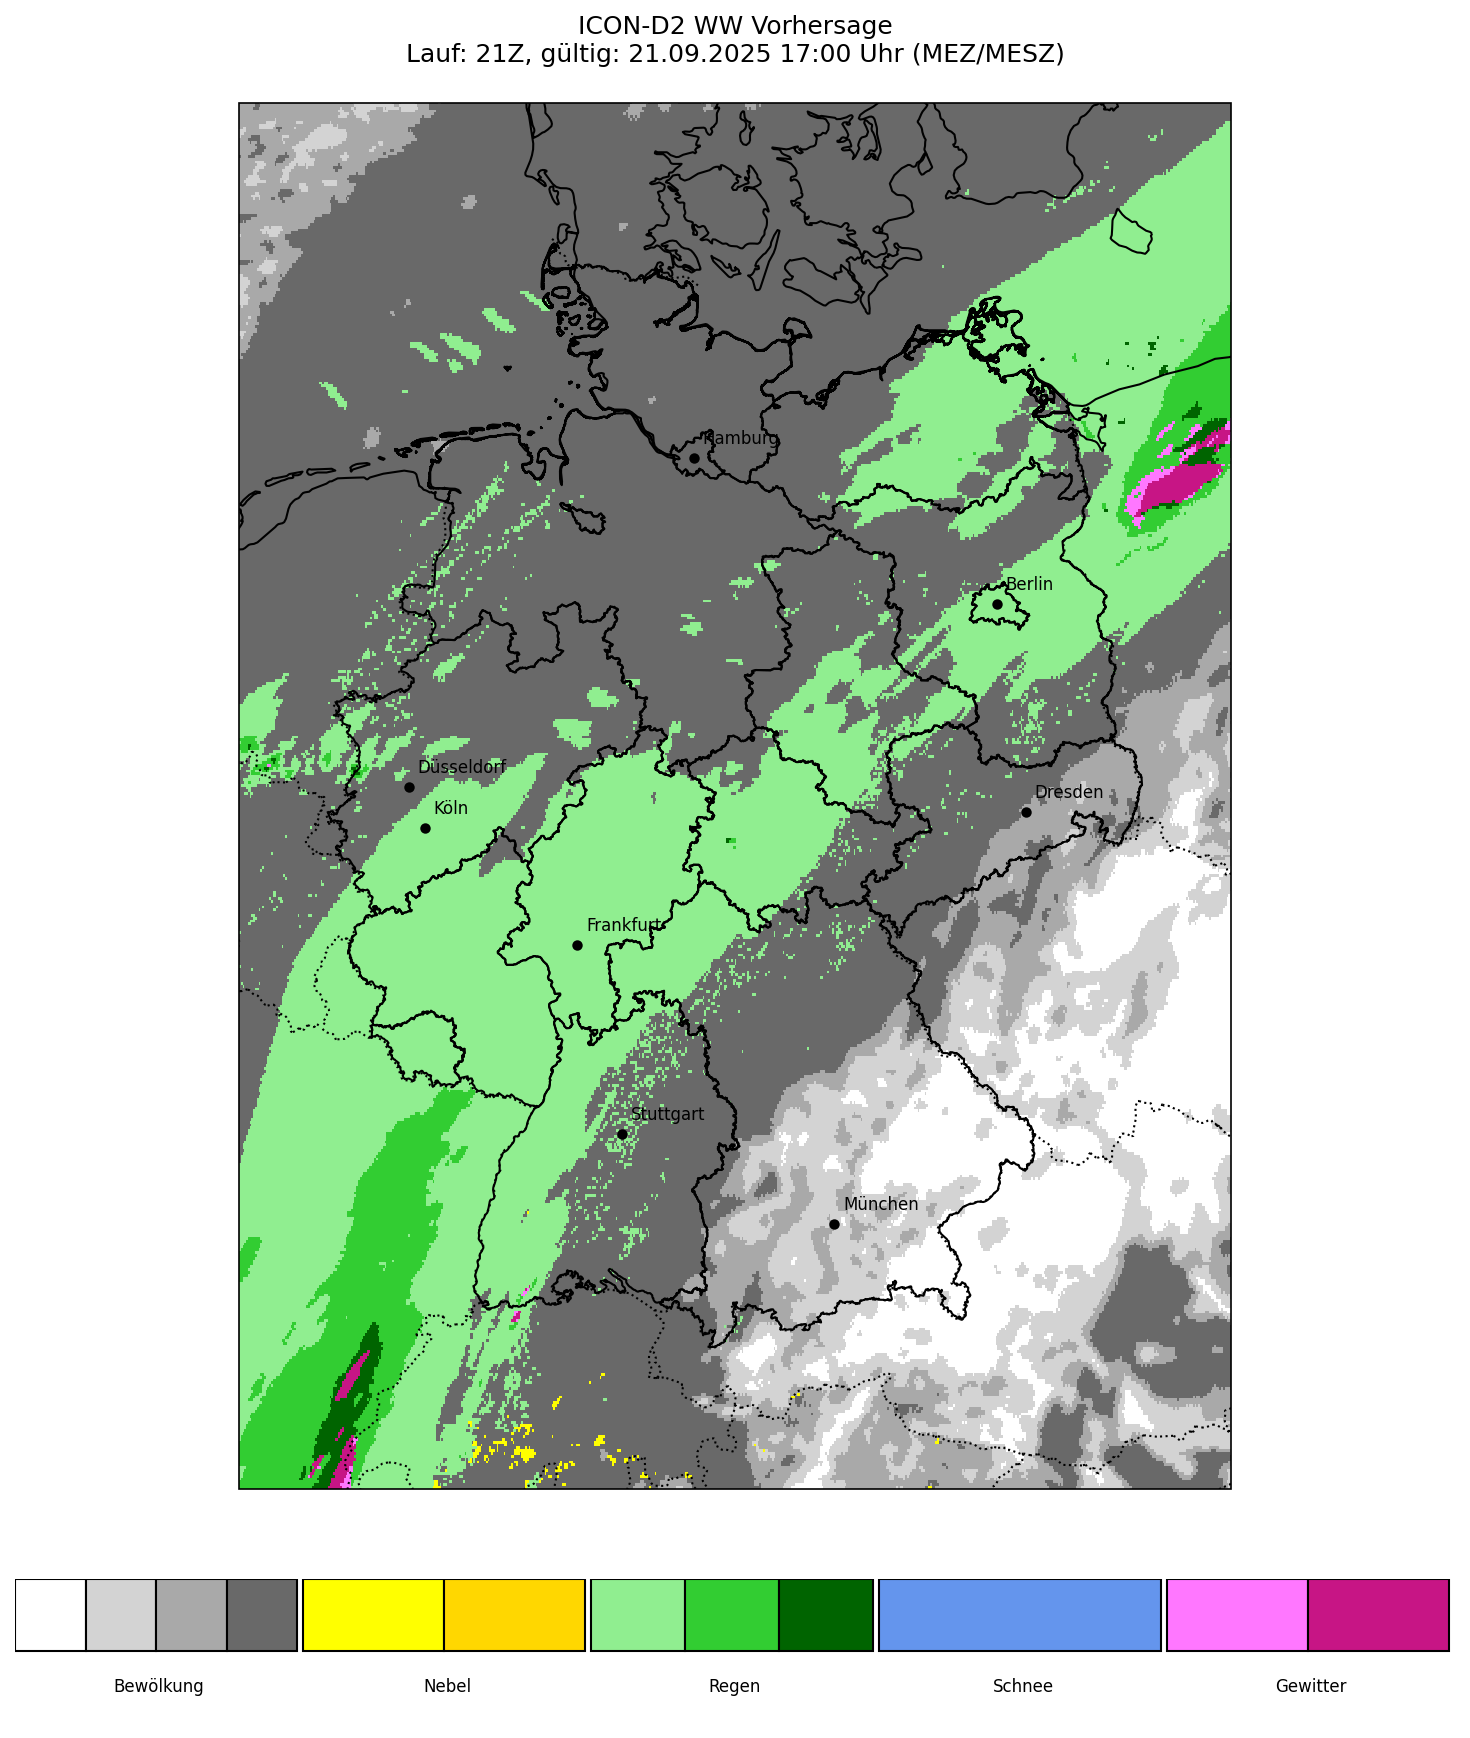 ICON-D2 WW Vorhersage
Lauf: 21Z, gültig: 21.09.2025 17:00 Uhr (MEZ/MESZ)
Hamburg
Berlin
Düsseldorf
Köln
Dresden
Frankfurt
Stuttgart
München
Bewölkung
Nebel
Regen
Schnee
Gewitter